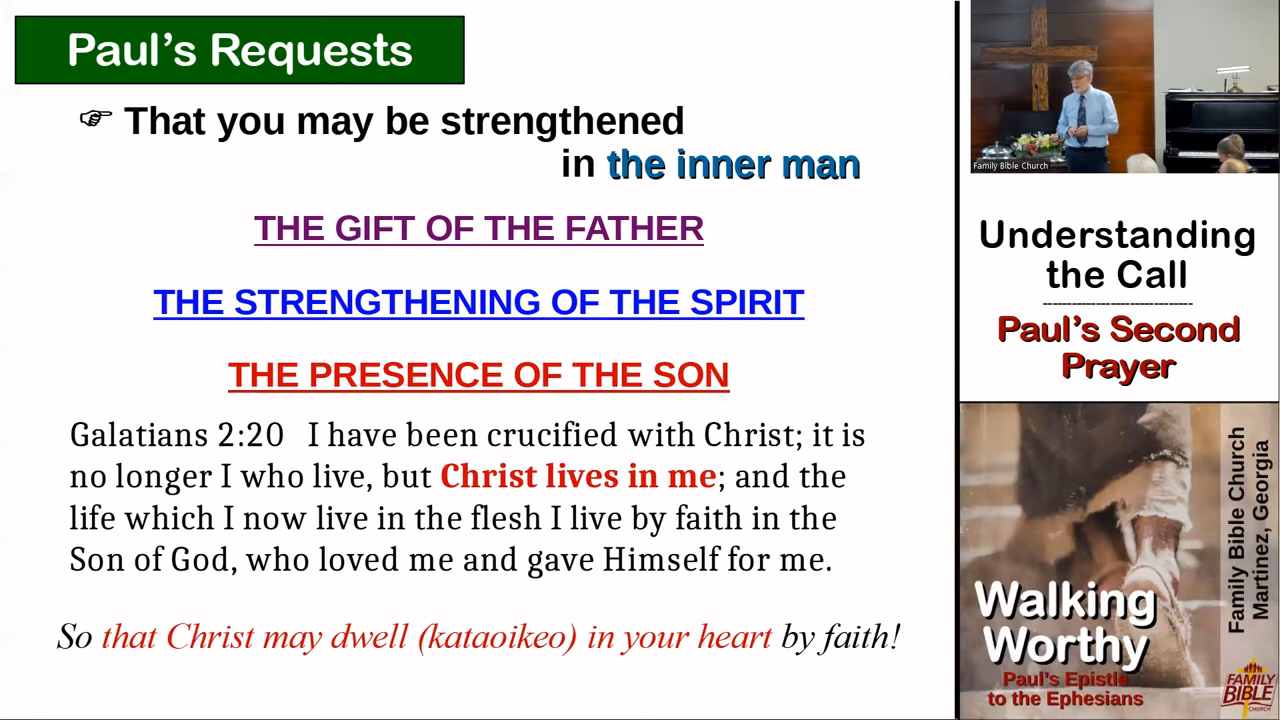 Paul’s Requests
☞ That you may be strengthened
in the inner man
THE GIFT OF THE FATHER
THE STRENGTHENING OF THE SPIRIT
THE PRESENCE OF THE SON
Galatians 2:20 I have been crucified with Christ; it is
no longer I who live, but Christ lives in me; and the
life which I now live in the flesh I live by faith in the
Son of God, who loved me and gave Himself for me.
So that Christ may dwell (kataoikeo) in your heart by faith!
Family Bible Church
Understanding
the Call
------------------------------
Paul’s Second
Prayer
Walking
Worthy
Paul’s Epistle
to the Ephesians
Family Bible Church
Martinez, Georgia
FAMILY
BIBLE
CHURCH